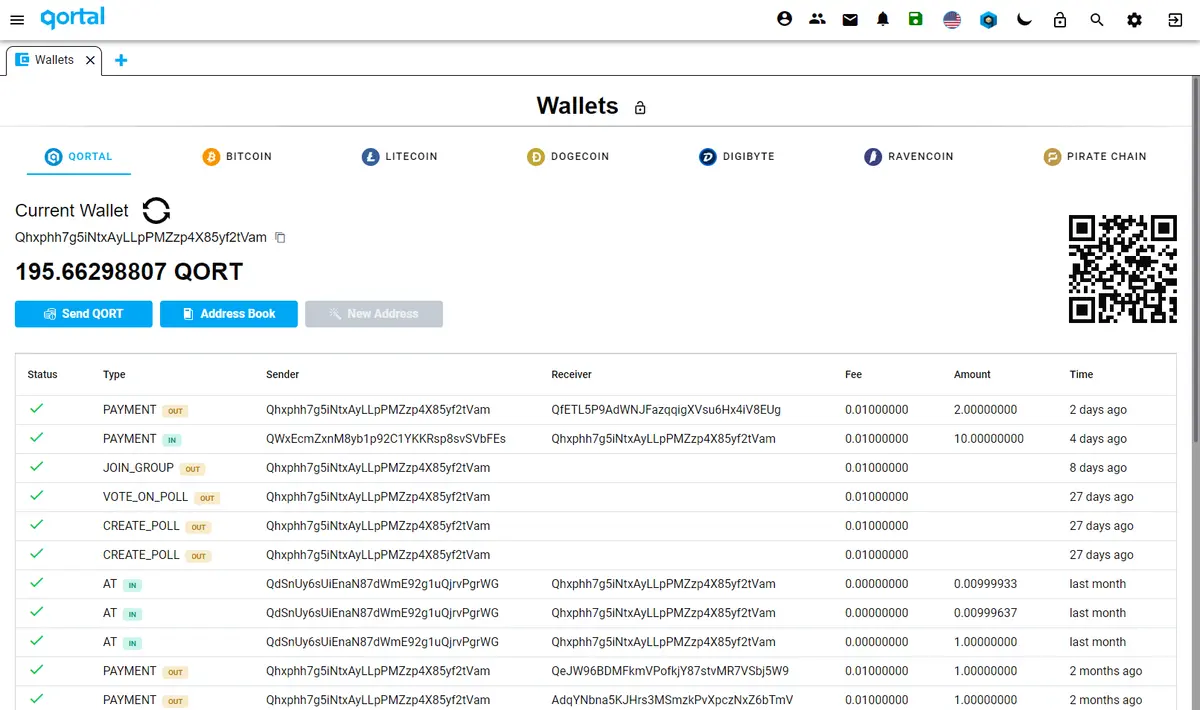 qortal
Wallets
Wallets
QORTAL BITCOIN LITECOIN DOGECOIN DIGIBYTE RAVENCOIN PIRATE CHAIN
Current Wallet
Qhxphh7g5iNtxAyLLpPMZzp4X85yf2tVam
195.66298807 QORT
Send QORT Address Book New Address
Status Type Sender Receiver Fee Amount Time
PAYMENT OUT Qhxphh7g5iNtxAyLLpPMZzp4X85yf2tVam QfETL5P9AdWNJFazqqigXVsu6Hx4iV8EUg 0.01000000 2.00000000 2 days ago
PAYMENT IN QWxEcmZxnM8yb1p92C1YKKRsp8svSVbFEs Qhxphh7g5iNtxAyLLpPMZzp4X85yf2tVam 0.01000000 10.00000000 4 days ago
JOIN_GROUP OUT Qhxphh7g5iNtxAyLLpPMZzp4X85yf2tVam 0.01000000 8 days ago
VOTE_ON_POLL OUT Qhxphh7g5iNtxAyLLpPMZzp4X85yf2tVam 0.01000000 27 days ago
CREATE_POLL OUT Qhxphh7g5iNtxAyLLpPMZzp4X85yf2tVam 0.01000000 27 days ago
CREATE_POLL OUT Qhxphh7g5iNtxAyLLpPMZzp4X85yf2tVam 0.01000000 27 days ago
AT IN QdSnUy6sUiEnaN87dWmE92g1uQjrvPgrWG Qhxphh7g5iNtxAyLLpPMZzp4X85yf2tVam 0.00000000 0.00999933 last month
AT IN QdSnUy6sUiEnaN87dWmE92g1uQjrvPgrWG Qhxphh7g5iNtxAyLLpPMZzp4X85yf2tVam 0.00000000 0.00999637 last month
AT IN QdSnUy6sUiEnaN87dWmE92g1uQjrvPgrWG Qhxphh7g5iNtxAyLLpPMZzp4X85yf2tVam 0.00000000 1.00000000 last month
PAYMENT OUT Qhxphh7g5iNtxAyLLpPMZzp4X85yf2tVam QeJW96BDMFkmVPofkjY87stvMR7VSbj5W9 0.01000000 1.00000000 2 months ago
PAYMENT OUT Qhxphh7g5iNtxAyLLpPMZzp4X85yf2tVam AdqYNbna5KJHrs3MSmzkPvXpczNxZ6bTmV 0.01000000 1.00000000 2 months ago